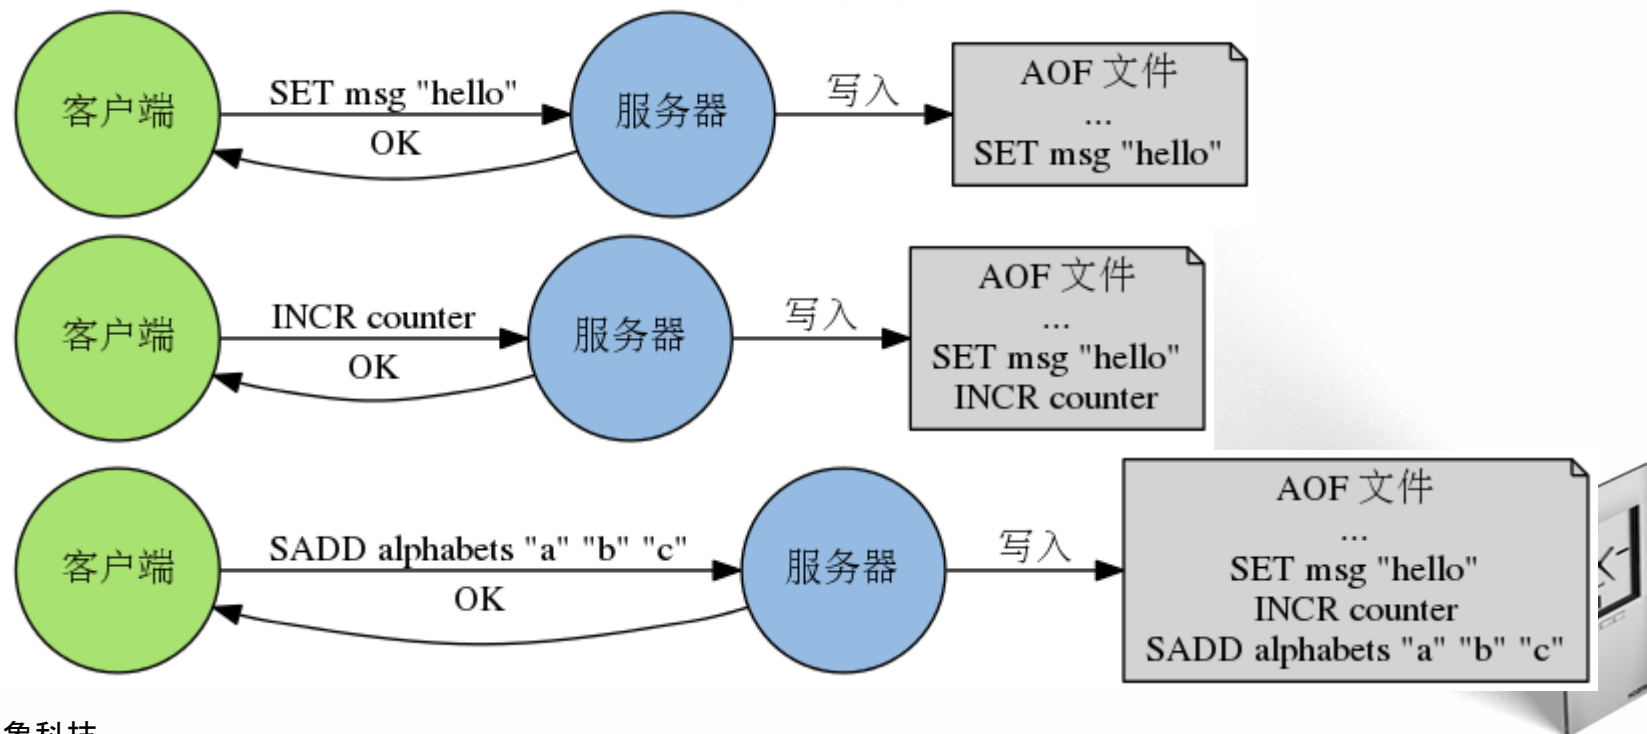 客户端
SET msg "hello"
OK
服务器
写入
AOF 文件
...
SET msg "hello"
客户端
INCR counter
OK
服务器
写入
AOF 文件
...
SET msg "hello"
INCR counter
客户端
SADD alphabets "a" "b" "c"
OK
服务器
写入
AOF 文件
...
SET msg "hello"
INCR counter
SADD alphabets "a" "b" "c"
象科技